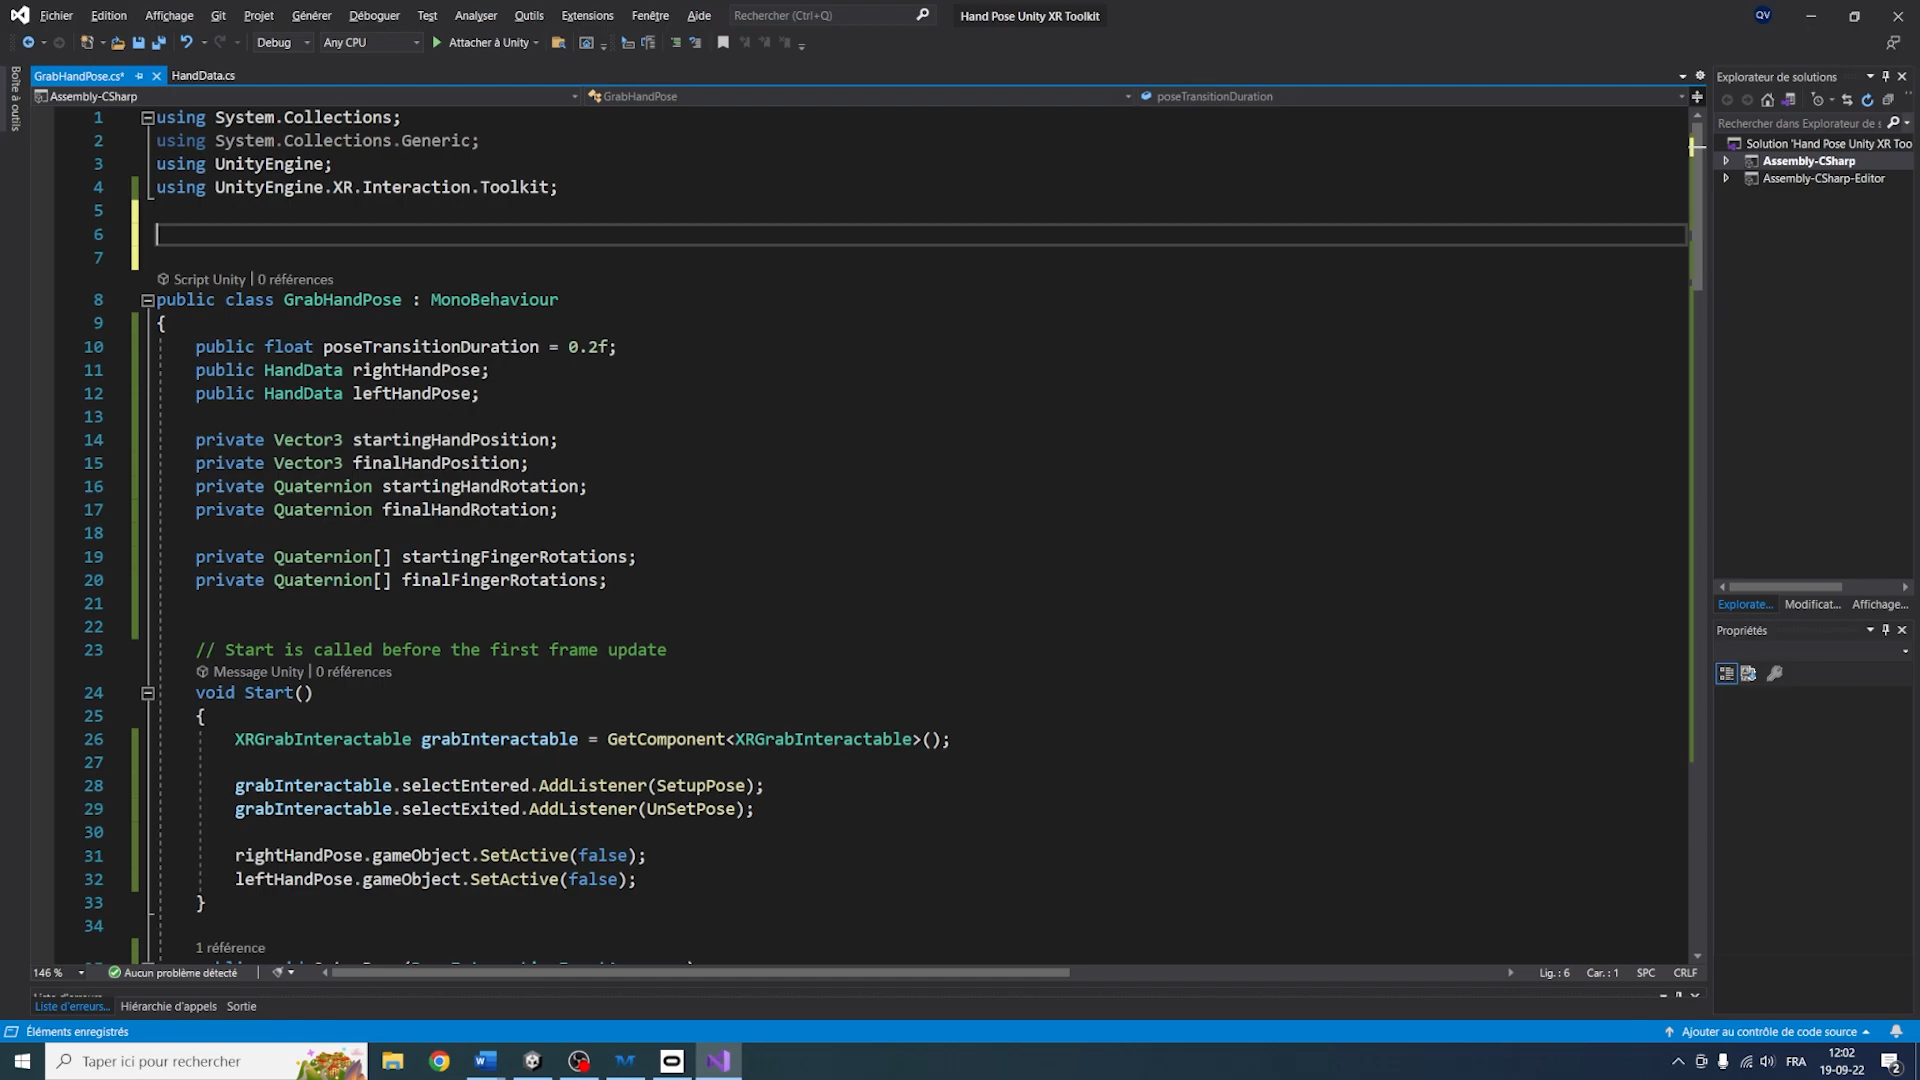 Fichier Edition Affichage Git Projet Générer Déboguer Test Analyser Outils Extensions Fenêtre Aide Rechercher (Ctrl+Q) Hand Pose Unity XR Toolkit QV
Debug Any CPU Attacher à Unity
Boîte à outils
GrabHandPose.cs* HandData.cs
Assembly-CSharp GrabHandPose poseTransitionDuration
1 using System.Collections;
2 using System.Collections.Generic;
3 using UnityEngine;
4 using UnityEngine.XR.Interaction.Toolkit;
5
6
7
Script Unity | 0 références
8 public class GrabHandPose : MonoBehaviour
9 {
10 public float poseTransitionDuration = 0.2f;
11 public HandData rightHandPose;
12 public HandData leftHandPose;
13
14 private Vector3 startingHandPosition;
15 private Vector3 finalHandPosition;
16 private Quaternion startingHandRotation;
17 private Quaternion finalHandRotation;
18
19 private Quaternion[] startingFingerRotations;
20 private Quaternion[] finalFingerRotations;
21
22
23 // Start is called before the first frame update
Message Unity | 0 références
24 void Start()
25 {
26 XRGrabInteractable grabInteractable = GetComponent<XRGrabInteractable>();
27
28 grabInteractable.selectEntered.AddListener(SetupPose);
29 grabInteractable.selectExited.AddListener(UnSetPose);
30
31 rightHandPose.gameObject.SetActive(false);
32 leftHandPose.gameObject.SetActive(false);
33 }
34
1 référence
146 % Aucun problème détecté Lig. : 6 Car. : 1 SPC CRLF
Liste d'erreurs... Hiérarchie d'appels Sortie
Explorateur de solutions
Rechercher dans Explorateur de s
Solution 'Hand Pose Unity XR Too
Assembly-CSharp
Assembly-CSharp-Editor
Explorate... Modificat... Affichage...
Propriétés
Éléments enregistrés Ajouter au contrôle de code source
Taper ici pour rechercher FRA 12:02
19-09-22 2